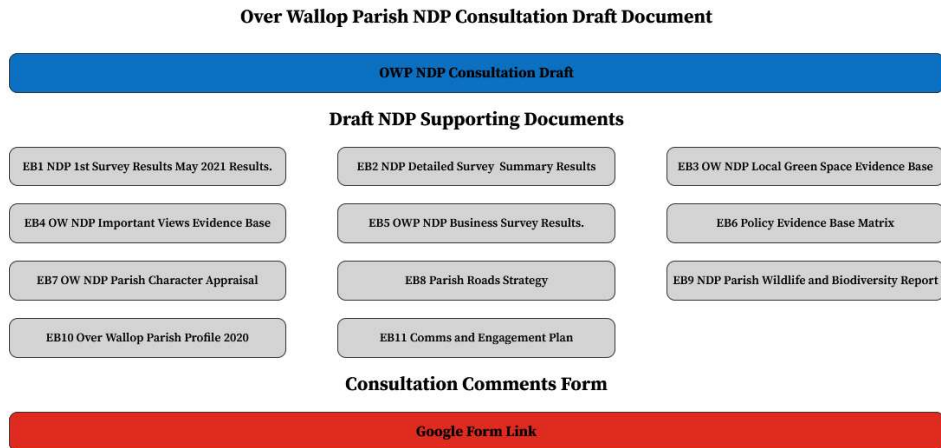 Over Wallop Parish NDP Consultation Draft Document
OWP NDP Consultation Draft
Draft NDP Supporting Documents
EB1 NDP 1st Survey Results May 2021 Results.
EB2 NDP Detailed Survey Summary Results
EB3 OW NDP Local Green Space Evidence Base
EB4 OW NDP Important Views Evidence Base
EB5 OWP NDP Business Survey Results.
EB6 Policy Evidence Base Matrix
EB7 OW NDP Parish Character Appraisal
EB8 Parish Roads Strategy
EB9 NDP Parish Wildlife and Biodiversity Report
EB10 Over Wallop Parish Profile 2020
EB11 Comms and Engagement Plan
Consultation Comments Form
Google Form Link